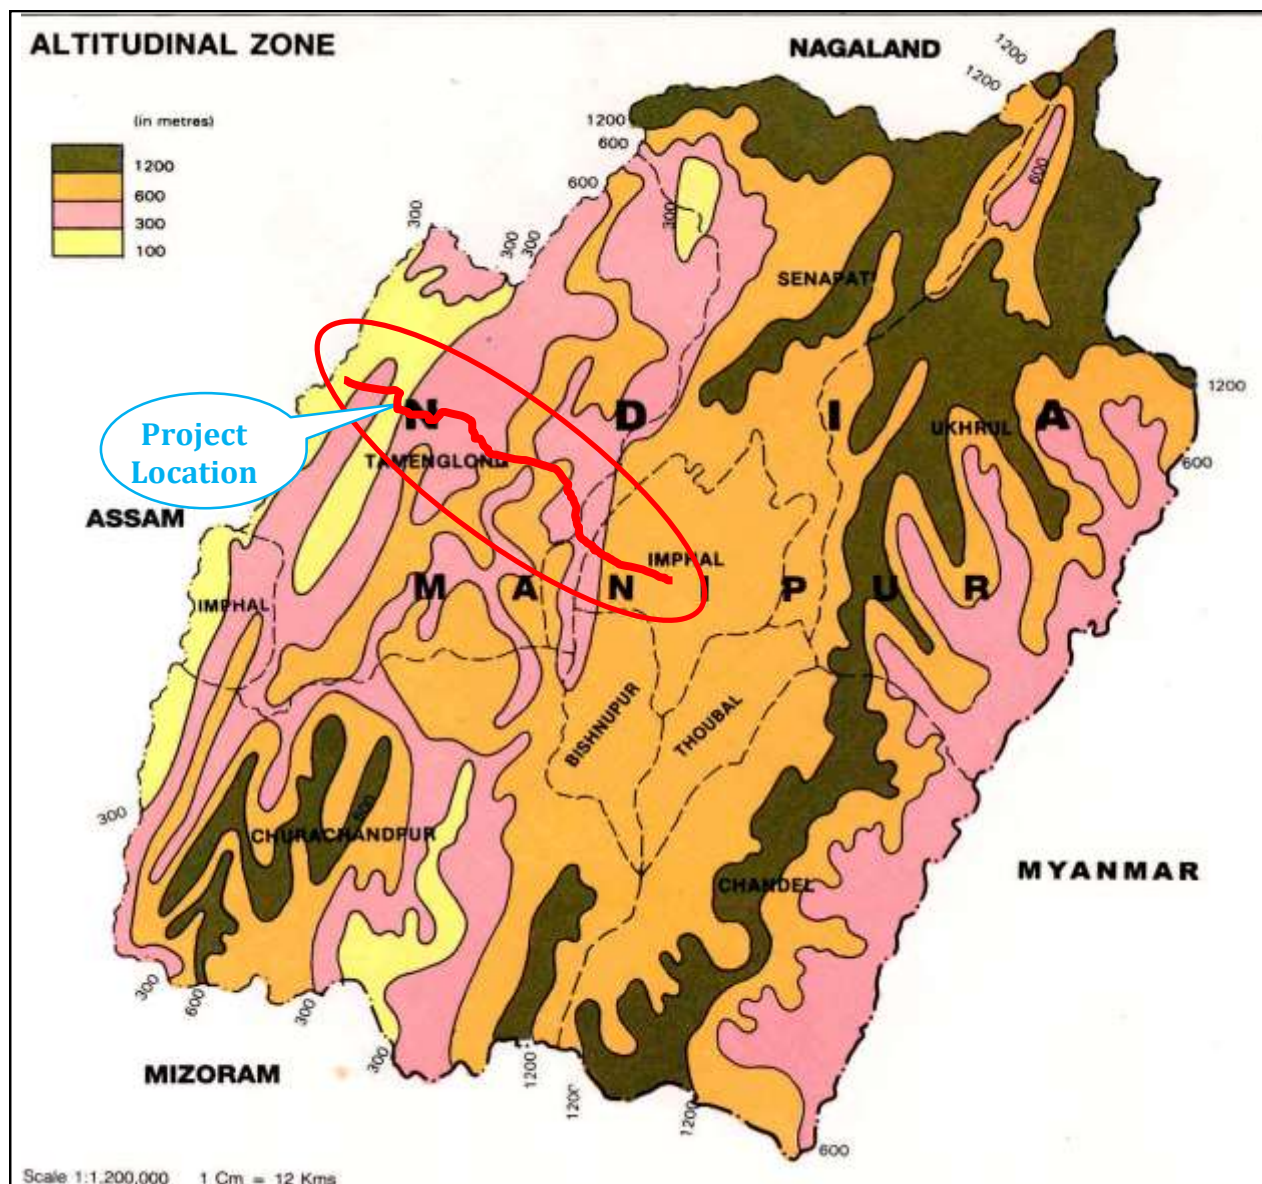 ALTITUDINAL ZONE
NAGALAND
(in metres)
1200
600
300
100
1200
1200
1200
600
600
600
300
300
300
300
SENAPATI
1200
N D I A
UKHRUL
Project
Location
TAMENGLONG
600
ASSAM
IMPHAL
M A N I P U R
IMPHAL
BISHNUPUR
THOUBAL
300
600
CHURACHANDPUR
CHANDEL
MYANMAR
300
600
300
300
1200
1200
1200
600
MIZORAM
Scale 1:1,200,000 1 Cm = 12 Kms